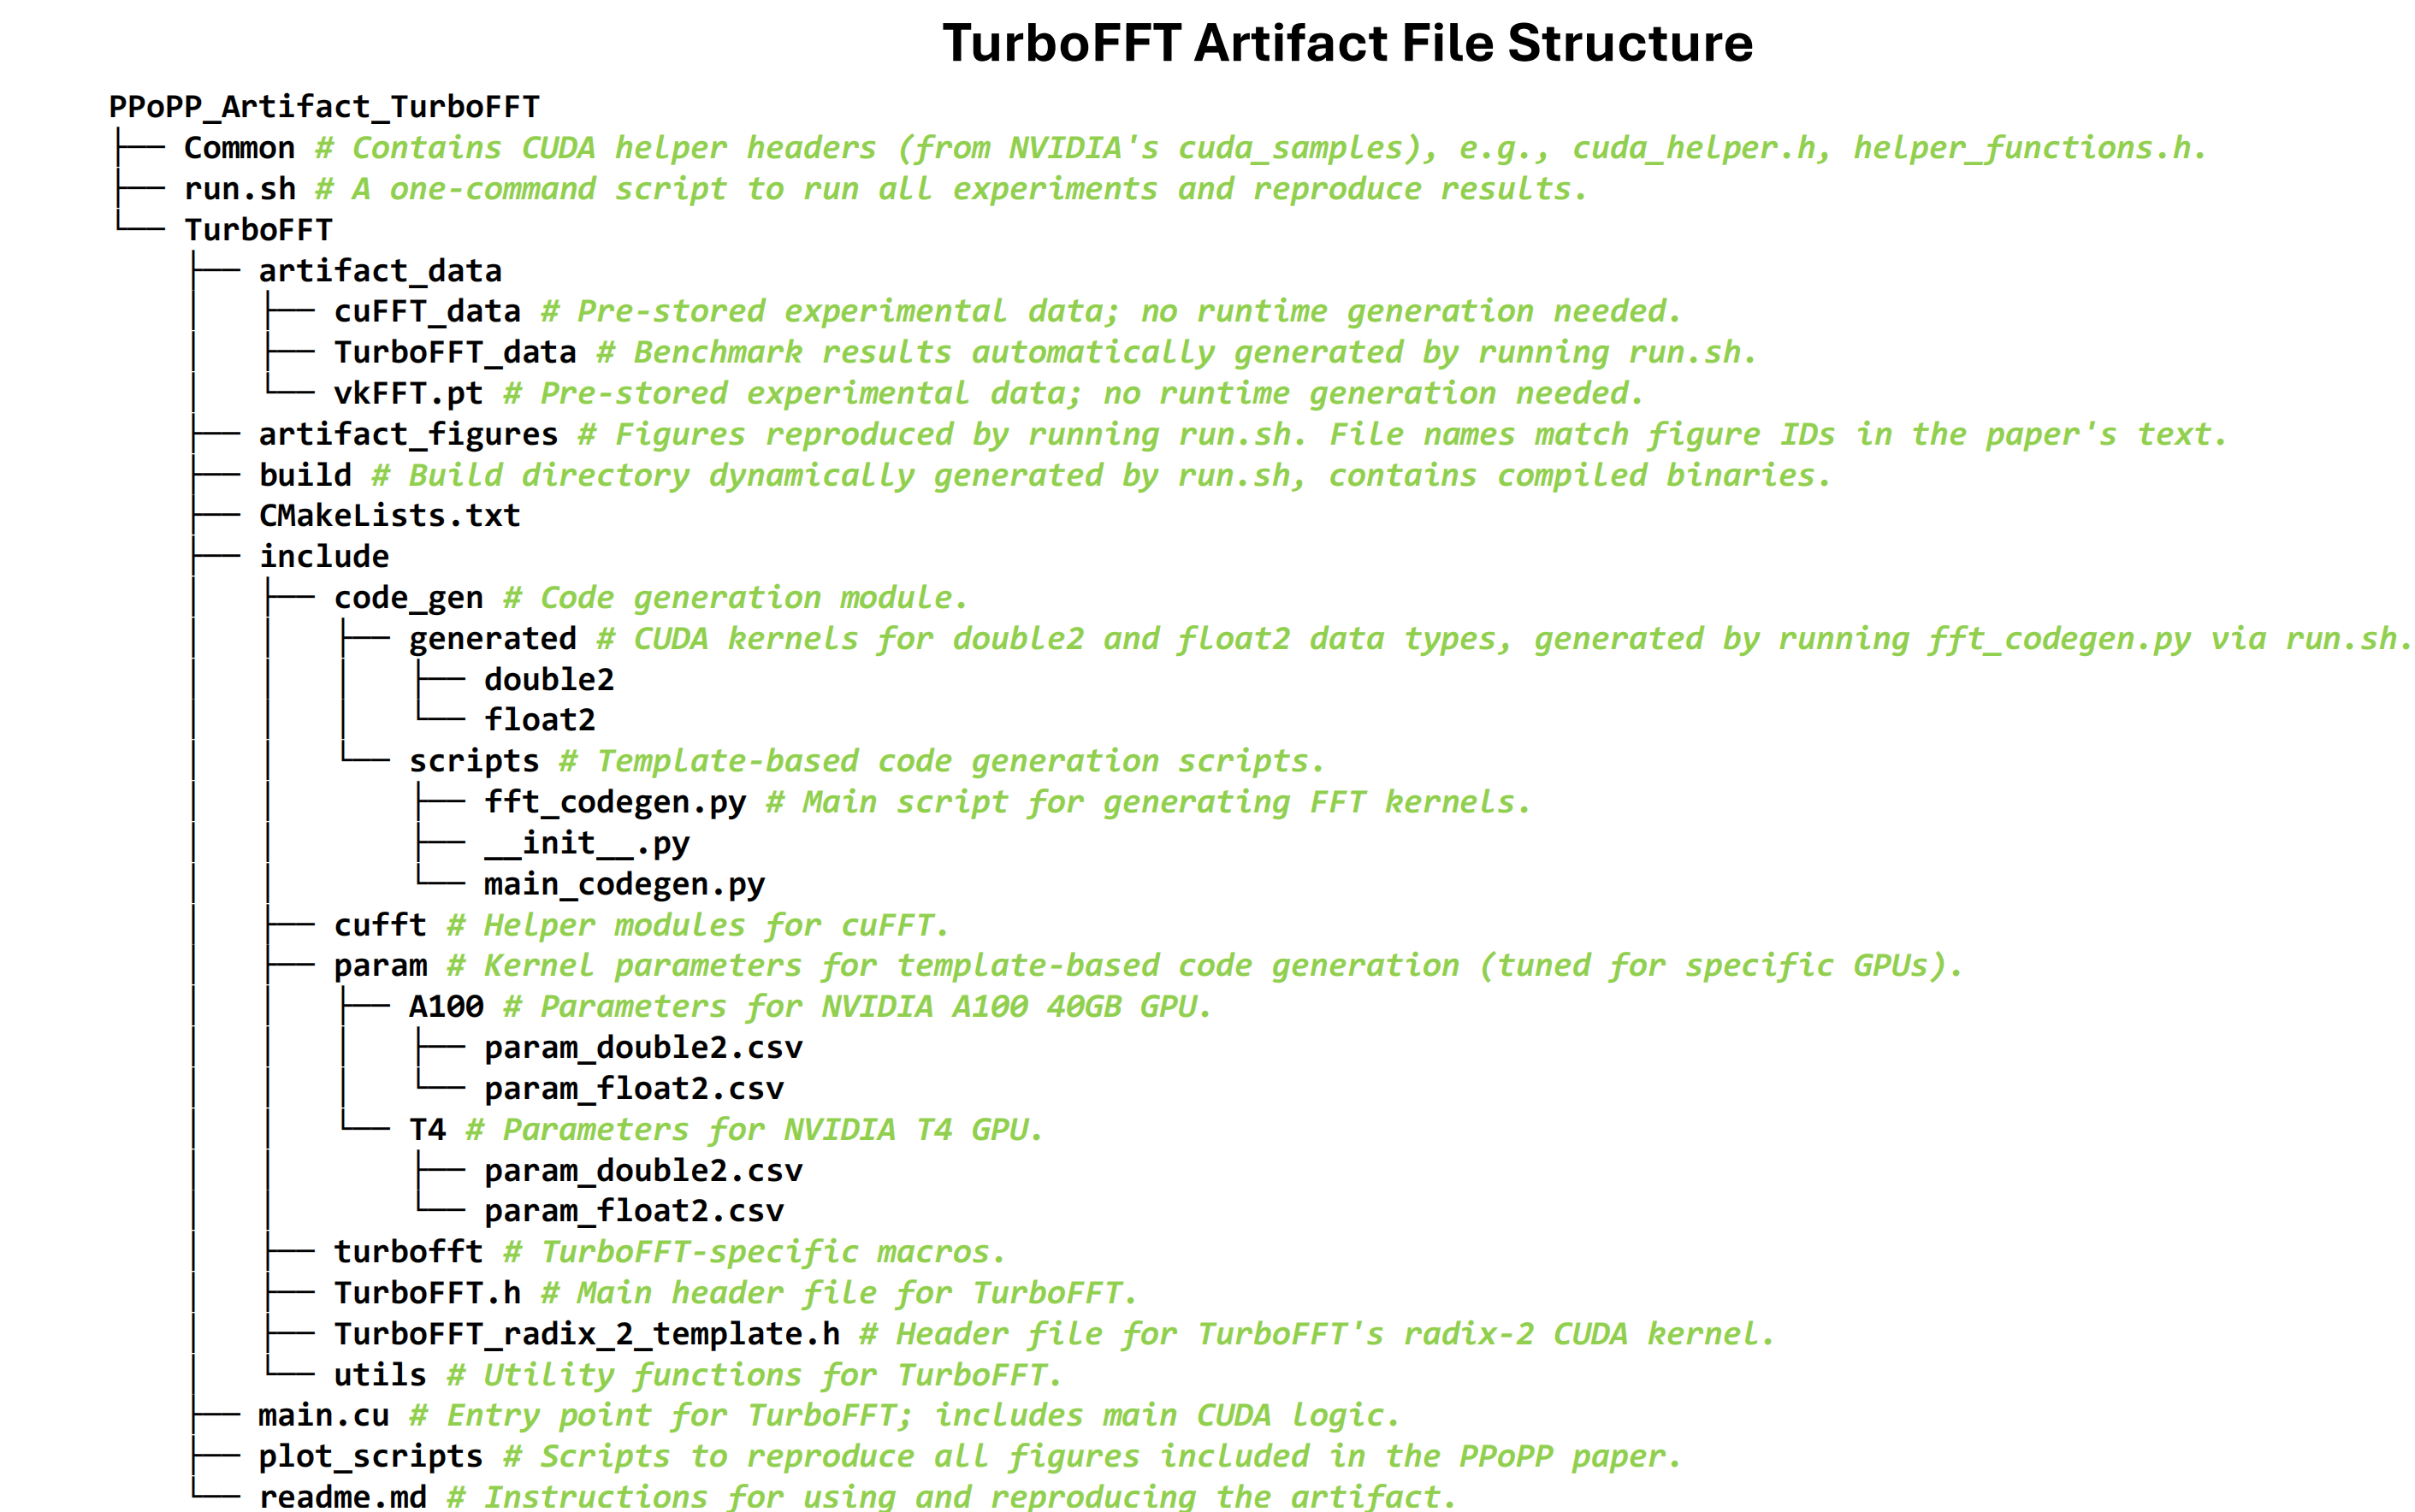 TurboFFT Artifact File Structure
PPoPP_Artifact_TurboFFT
├── Common # Contains CUDA helper headers (from NVIDIA's cuda_samples), e.g., cuda_helper.h, helper_functions.h.
├── run.sh # A one-command script to run all experiments and reproduce results.
└── TurboFFT
    ├── artifact_data
    │   ├── cuFFT_data # Pre-stored experimental data; no runtime generation needed.
    │   ├── TurboFFT_data # Benchmark results automatically generated by running run.sh.
    │   └── vkFFT.pt # Pre-stored experimental data; no runtime generation needed.
    ├── artifact_figures # Figures reproduced by running run.sh. File names match figure IDs in the paper's text.
    ├── build # Build directory dynamically generated by run.sh, contains compiled binaries.
    ├── CMakeLists.txt
    ├── include
    │   ├── code_gen # Code generation module.
    │   │   ├── generated # CUDA kernels for double2 and float2 data types, generated by running fft_codegen.py via run.sh.
    │   │   │   ├── double2
    │   │   │   └── float2
    │   │   └── scripts # Template-based code generation scripts.
    │   │       ├── fft_codegen.py # Main script for generating FFT kernels.
    │   │       ├── __init__.py
    │   │       └── main_codegen.py
    │   ├── cufft # Helper modules for cuFFT.
    │   ├── param # Kernel parameters for template-based code generation (tuned for specific GPUs).
    │   │   ├── A100 # Parameters for NVIDIA A100 40GB GPU.
    │   │   │   ├── param_double2.csv
    │   │   │   └── param_float2.csv
    │   │   └── T4 # Parameters for NVIDIA T4 GPU.
    │   │       ├── param_double2.csv
    │   │       └── param_float2.csv
    │   ├── turbofft # TurboFFT-specific macros.
    │   ├── TurboFFT.h # Main header file for TurboFFT.
    │   ├── TurboFFT_radix_2_template.h # Header file for TurboFFT's radix-2 CUDA kernel.
    │   └── utils # Utility functions for TurboFFT.
    ├── main.cu # Entry point for TurboFFT; includes main CUDA logic.
    ├── plot_scripts # Scripts to reproduce all figures included in the PPoPP paper.
    └── readme.md # Instructions for using and reproducing the artifact.